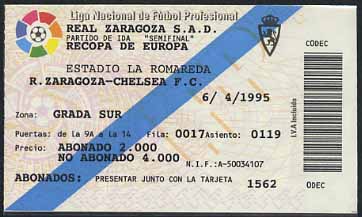 Liga Nacional de Fútbol Profesional
REAL ZARAGOZA S.A.D.
PARTIDO DE IDA "SEMIFINAL"
RECOPA DE EUROPA
CODEC
ESTADIO LA ROMAREDA
R.ZARAGOZA-CHELSEA F.C.
6/ 4/1995
Zona: GRADA SUR
Puertas: de la 9A a la 14 Fila: 0017 Asiento: 0119
Precio: ABONADO 2.000
NO ABONADO 4.000
N.I.F.:A-50034107
I.V.A Incluido
ABONADOS: PRESENTAR JUNTO CON LA TARJETA 1562
CODEC